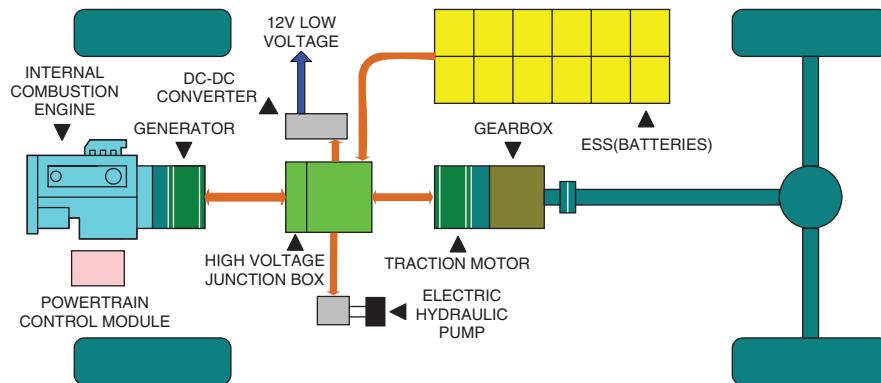 12V LOW
VOLTAGE
INTERNAL
COMBUSTION
ENGINE
DC-DC
CONVERTER
GENERATOR
GEARBOX
ESS(BATTERIES)
HIGH VOLTAGE
JUNCTION BOX
TRACTION MOTOR
POWERTRAIN
CONTROL MODULE
ELECTRIC
HYDRAULIC
PUMP